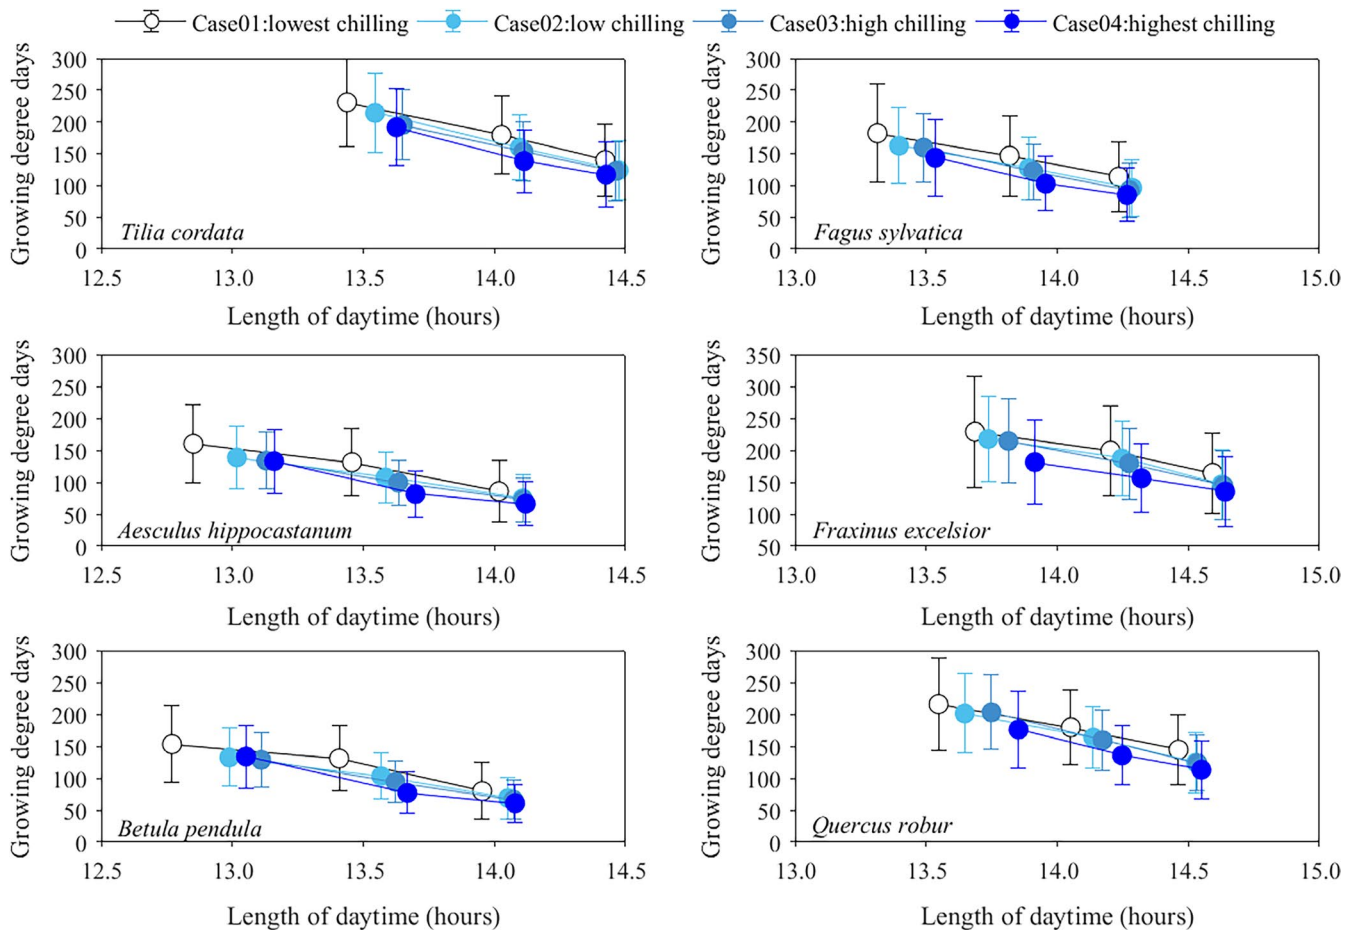 Case01:lowest chilling Case02:low chilling Case03:high chilling Case04:highest chilling
Growing degree days
300
250
200
150
100
50
0
Tilia cordata
12.5 13.0 13.5 14.0 14.5
Length of daytime (hours)
Growing degree days
300
250
200
150
100
50
0
Fagus sylvatica
13.0 13.5 14.0 14.5 15.0
Length of daytime (hours)
Growing degree days
300
250
200
150
100
50
0
Aesculus hippocastanum
12.5 13.0 13.5 14.0 14.5
Length of daytime (hours)
Growing degree days
350
300
250
200
150
100
50
Fraxinus excelsior
13.0 13.5 14.0 14.5 15.0
Length of daytime (hours)
Growing degree days
300
250
200
150
100
50
0
Betula pendula
12.5 13.0 13.5 14.0 14.5
Length of daytime (hours)
Growing degree days
300
250
200
150
100
50
0
Quercus robur
13.0 13.5 14.0 14.5 15.0
Length of daytime (hours)